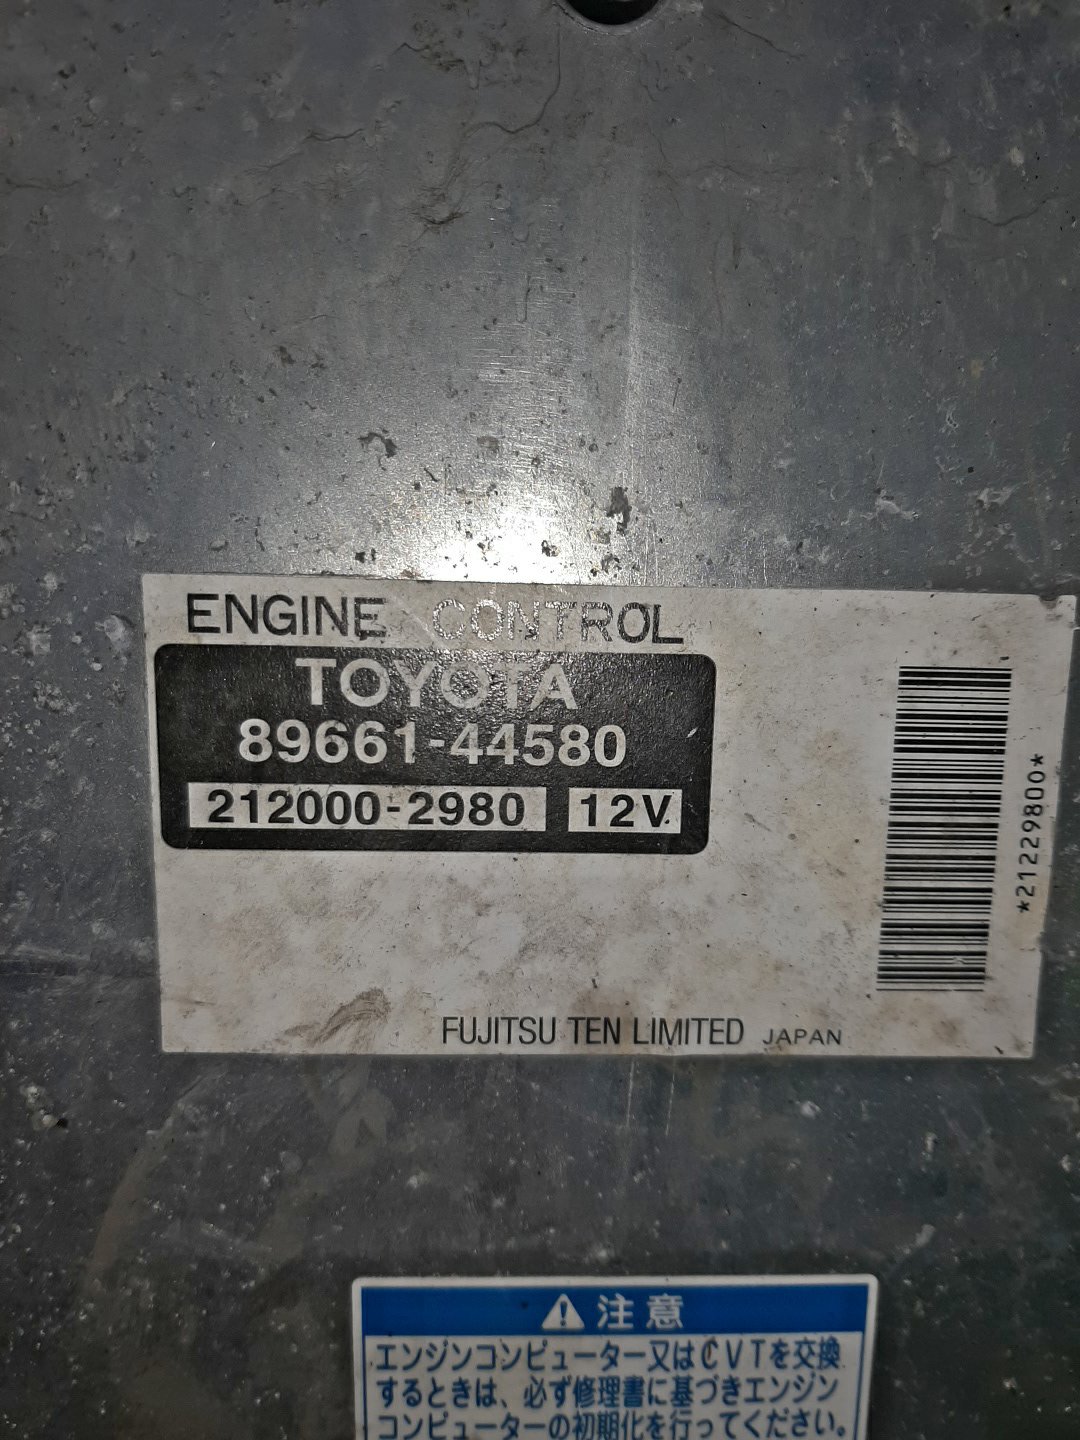 ENGINE CONTROL
TOYOTA
89661-44580
212000-2980 12V.
*21229800*
FUJITSU TEN LIMITED JAPAN
注意
エンジンコンピューター又はCVTを交換
するときは、必ず修理書に基づきエンジン
コンピューターの初期化を行ってください。